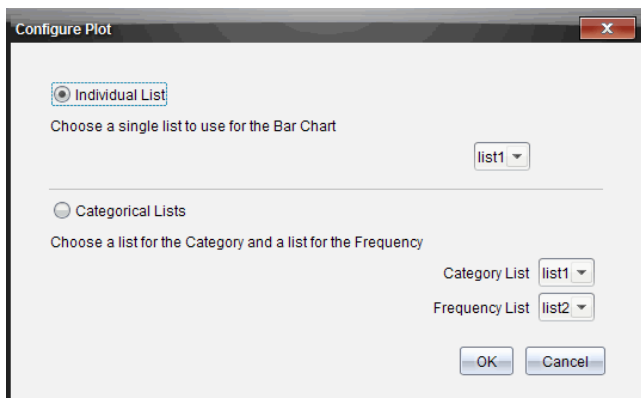 Configure Plot
Individual List
Choose a single list to use for the Bar Chart
list1
Categorical Lists
Choose a list for the Category and a list for the Frequency
Category List list1
Frequency List list2
OK Cancel